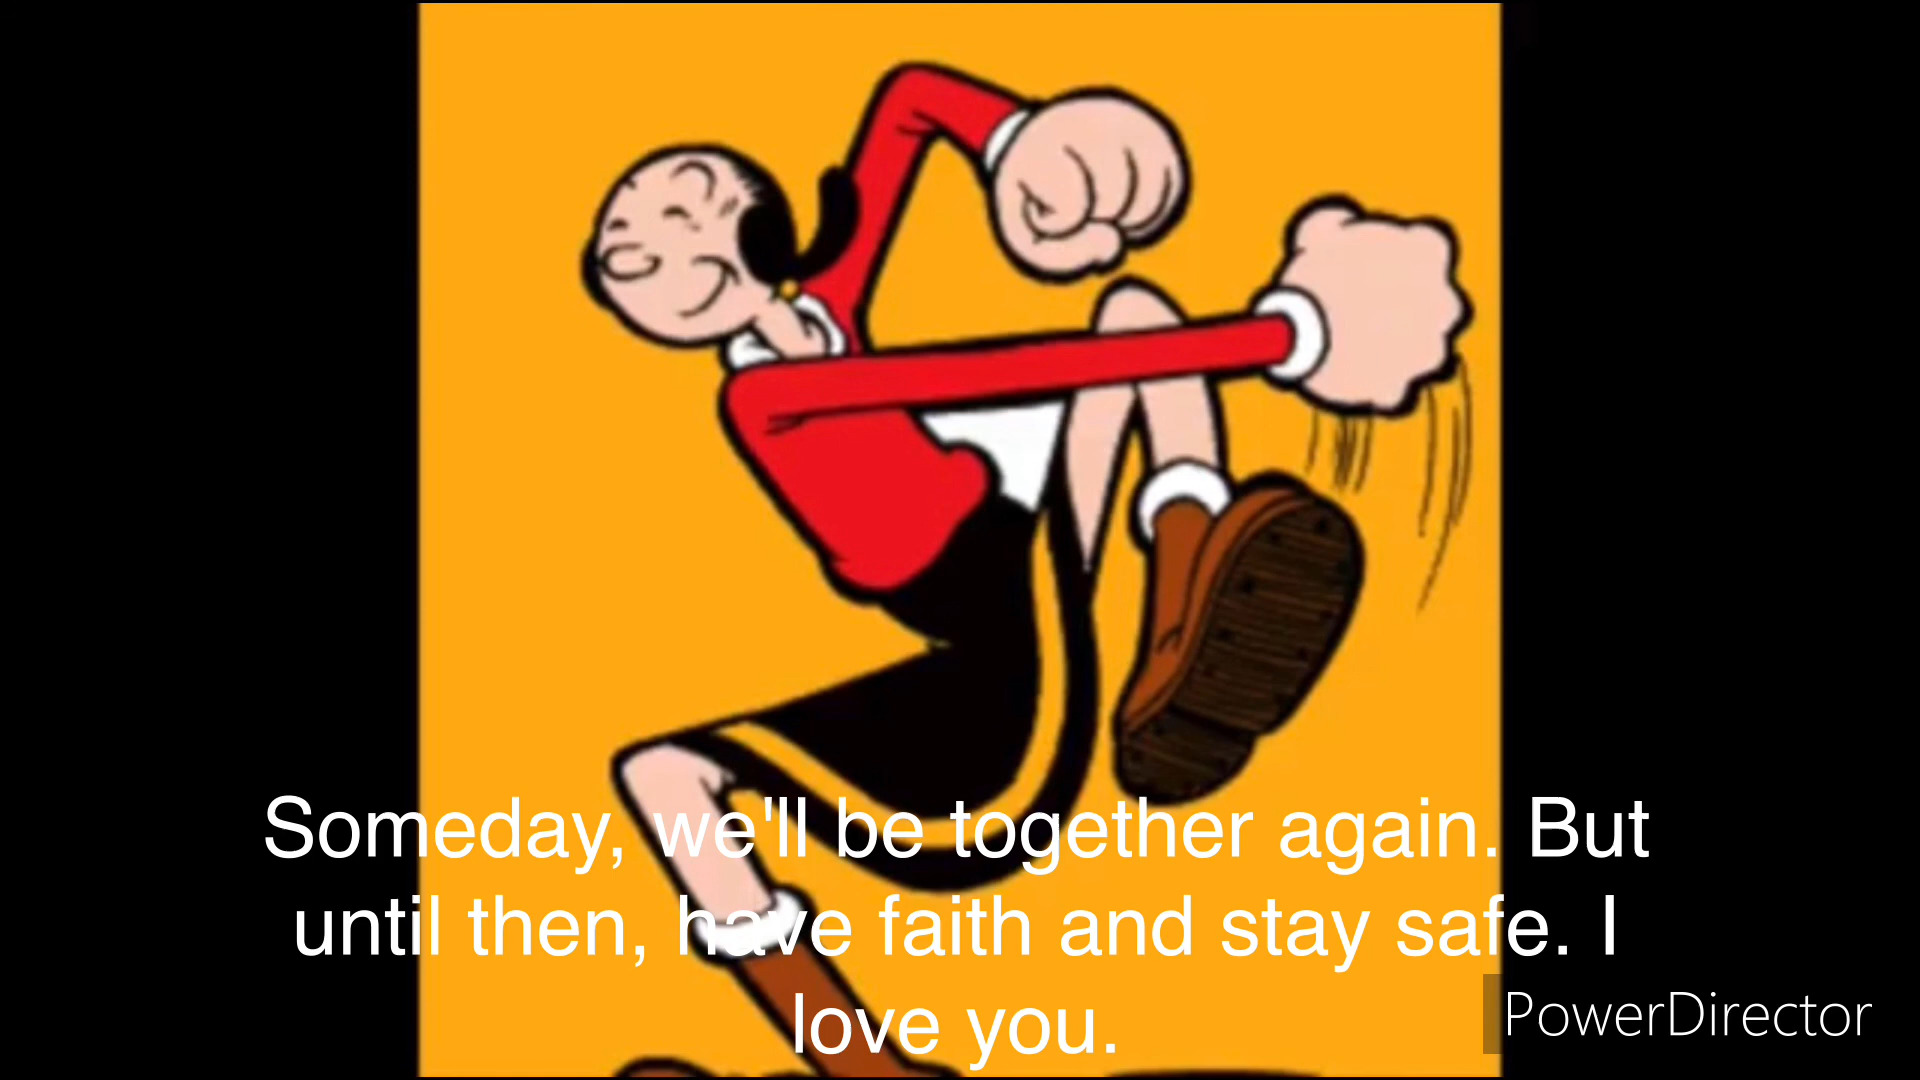 Someday, we'll be together again. But
until then, have faith and stay safe. I
love you.
PowerDirector